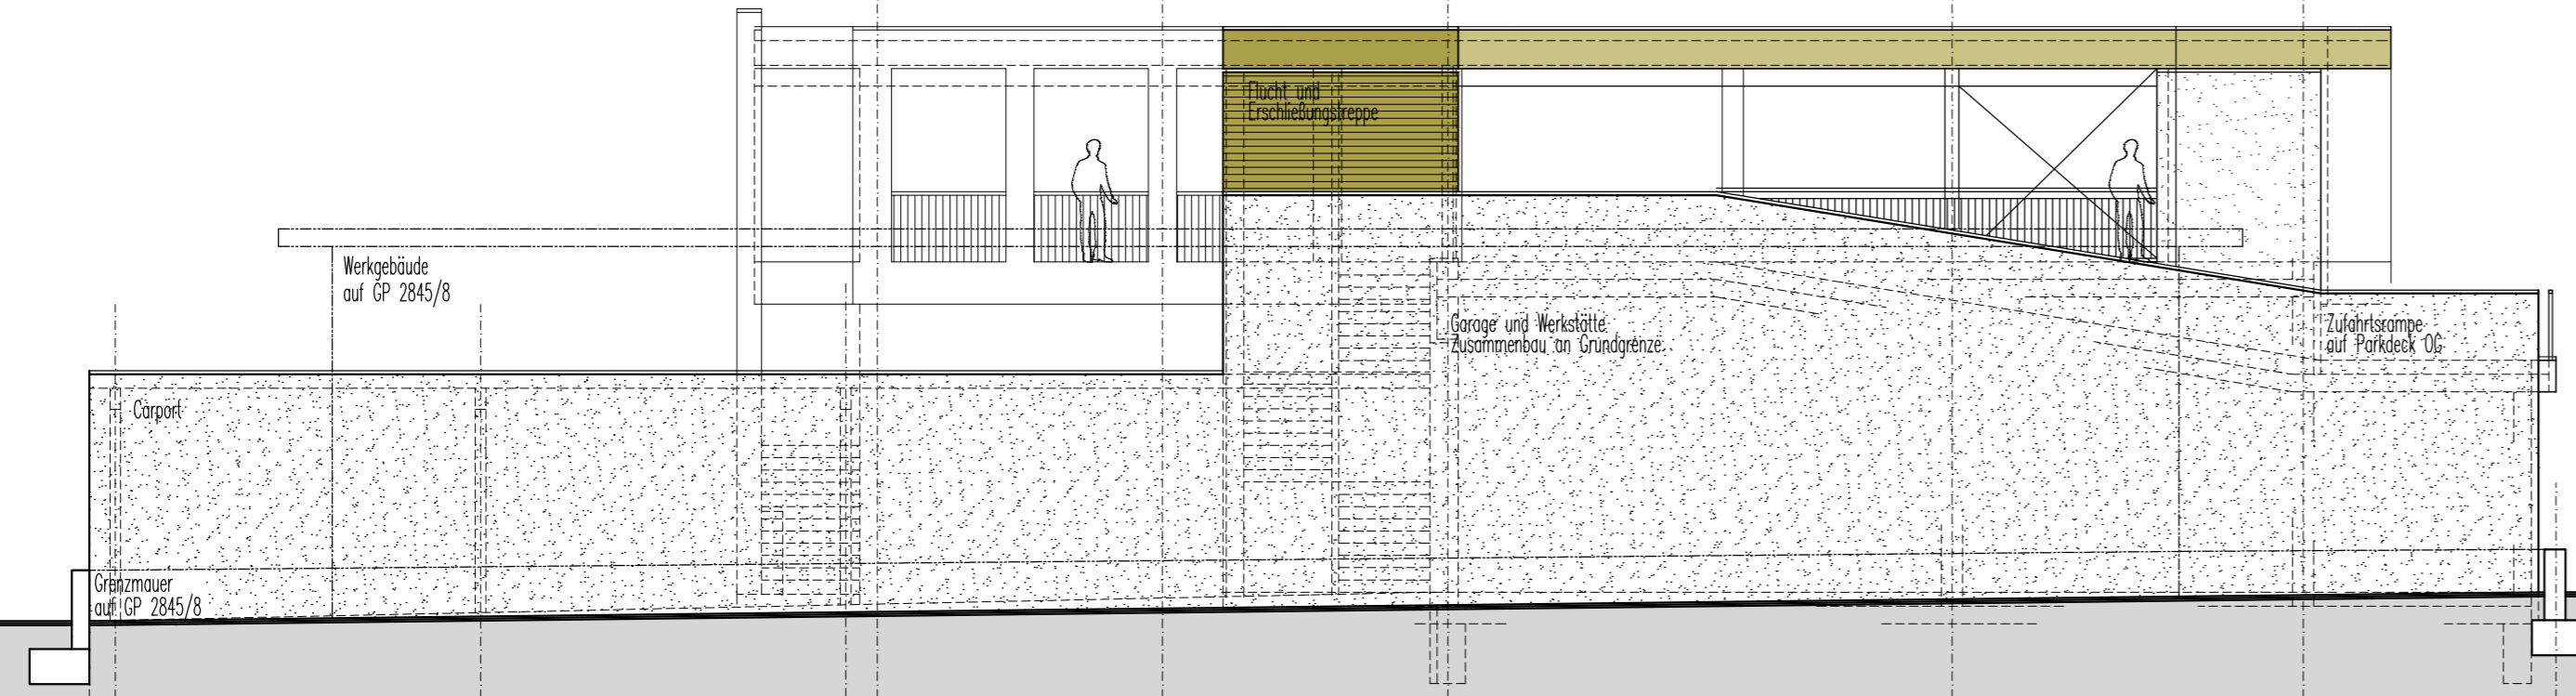 Flucht und
Erschließungstreppe
Werkgebäude
auf GP 2845/8
Garage und Werkstätte
Zusammenbau an Grundgrenze
Zufahrtsrampe
auf Parkdeck OG
Carport
Grenzmauer
auf GP 2845/8